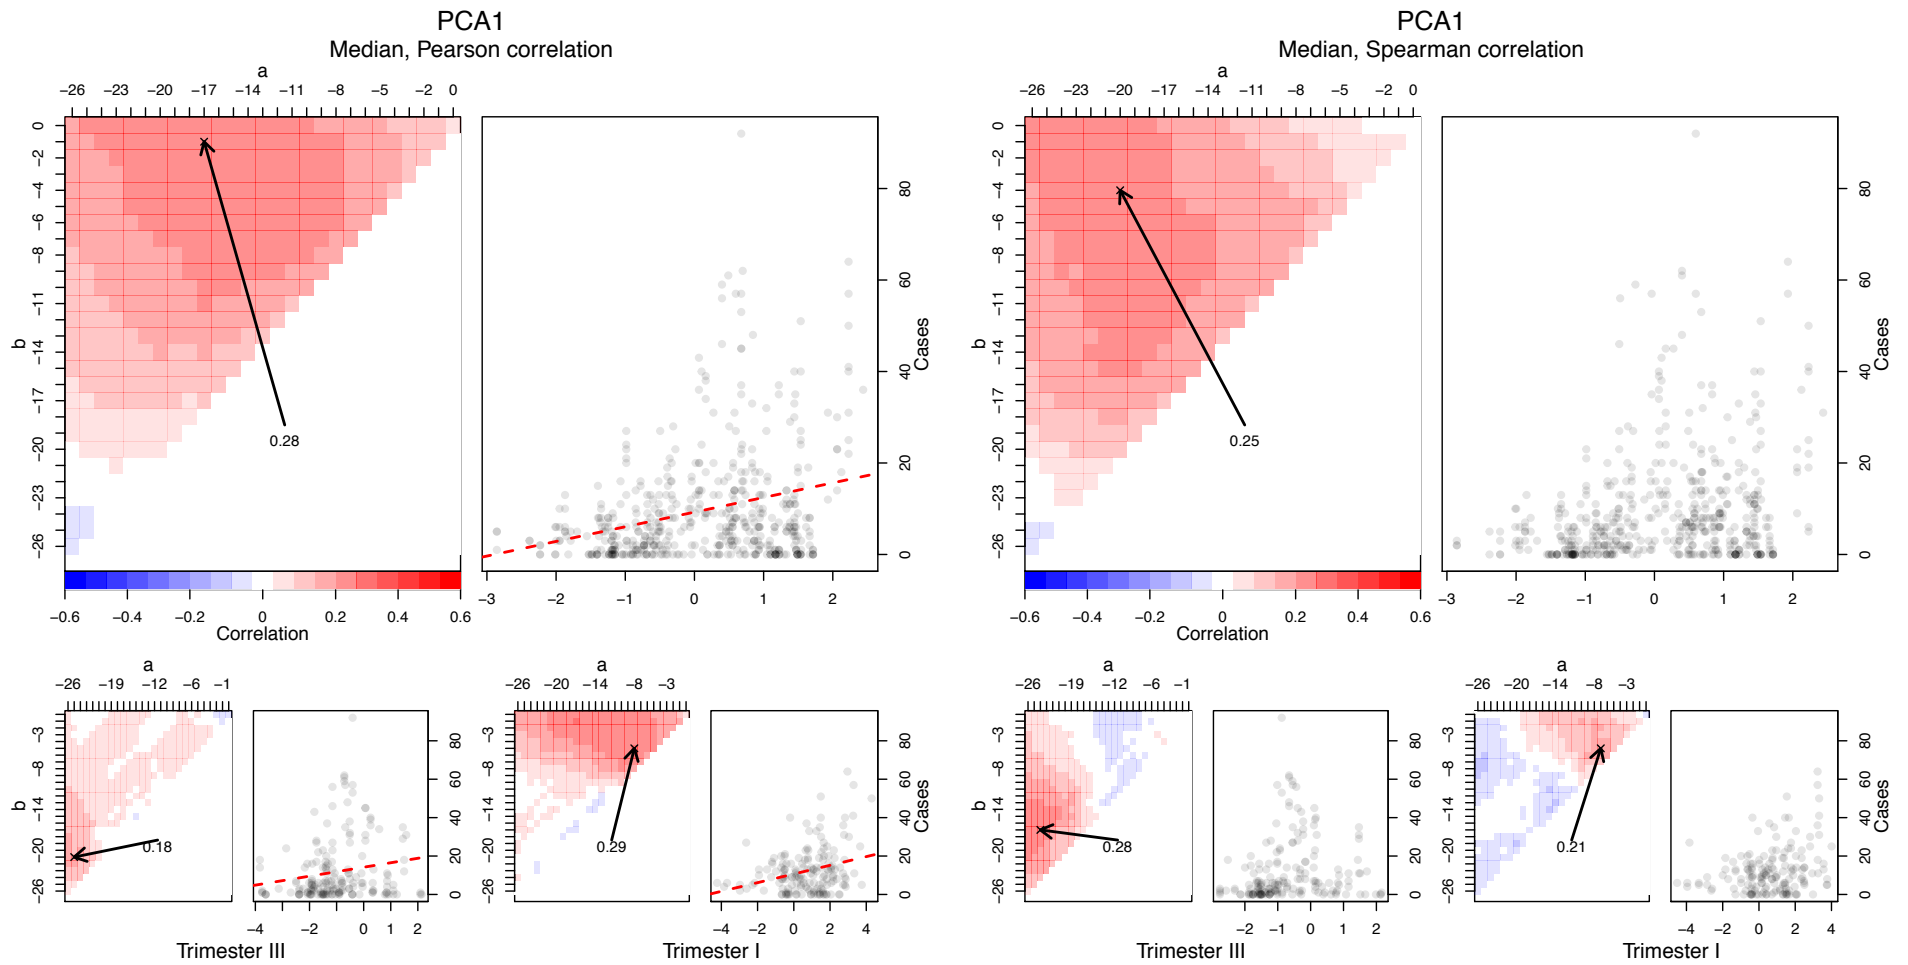 PCA1
Median, Pearson correlation
a
−26 −23 −20 −17 −14 −11 −8 −5 −2 0
0 −2 −4 −6 −8 −11 −14 −17 −20 −23 −26
b
0.28
−0.6 −0.4 −0.2 0 0.2 0.4 0.6
Correlation
−3 −2 −1 0 1 2
0 20 40 60 80
Cases
a
−26 −19 −12 −6 −1
−3 −8 −14 −20 −26
b
0.18
−4 −2 0 1 2
0 20 40 60 80
Trimester III
a
−26 −20 −14 −8 −3
−3 −8 −14 −20 −26
0.29
−4 −2 0 2 4
0 20 40 60 80
Cases
Trimester I
PCA1
Median, Spearman correlation
a
−26 −23 −20 −17 −14 −11 −8 −5 −2 0
0 −2 −4 −6 −8 −11 −14 −17 −20 −23 −26
b
0.25
−0.6 −0.4 −0.2 0 0.2 0.4 0.6
Correlation
−3 −2 −1 0 1 2
0 20 40 60 80
Cases
a
−26 −19 −12 −6 −1
−3 −8 −14 −20 −26
b
0.28
−2 −1 0 1 2
0 20 40 60 80
Trimester III
a
−26 −20 −14 −8 −3
−3 −8 −14 −20 −26
0.21
−4 −2 0 2 4
0 20 40 60 80
Cases
Trimester I